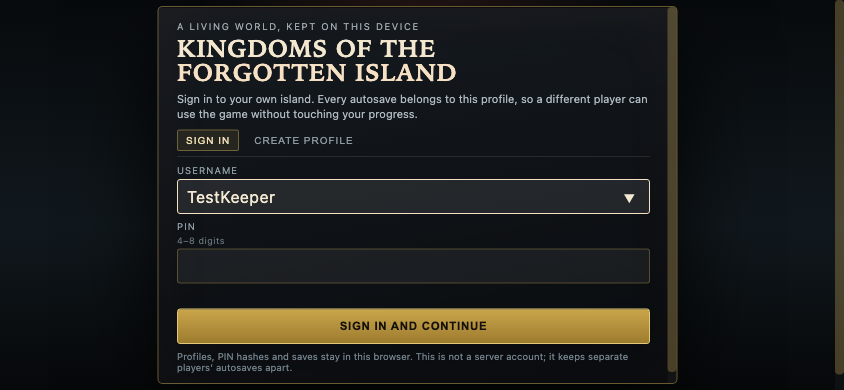 A LIVING WORLD, KEPT ON THIS DEVICE
KINGDOMS OF THE
FORGOTTEN ISLAND
Sign in to your own island. Every autosave belongs to this profile, so a different player can
use the game without touching your progress.
SIGN IN CREATE PROFILE
USERNAME
TestKeeper
PIN
4–8 digits
SIGN IN AND CONTINUE
Profiles, PIN hashes and saves stay in this browser. This is not a server account; it keeps separate
players’ autosaves apart.